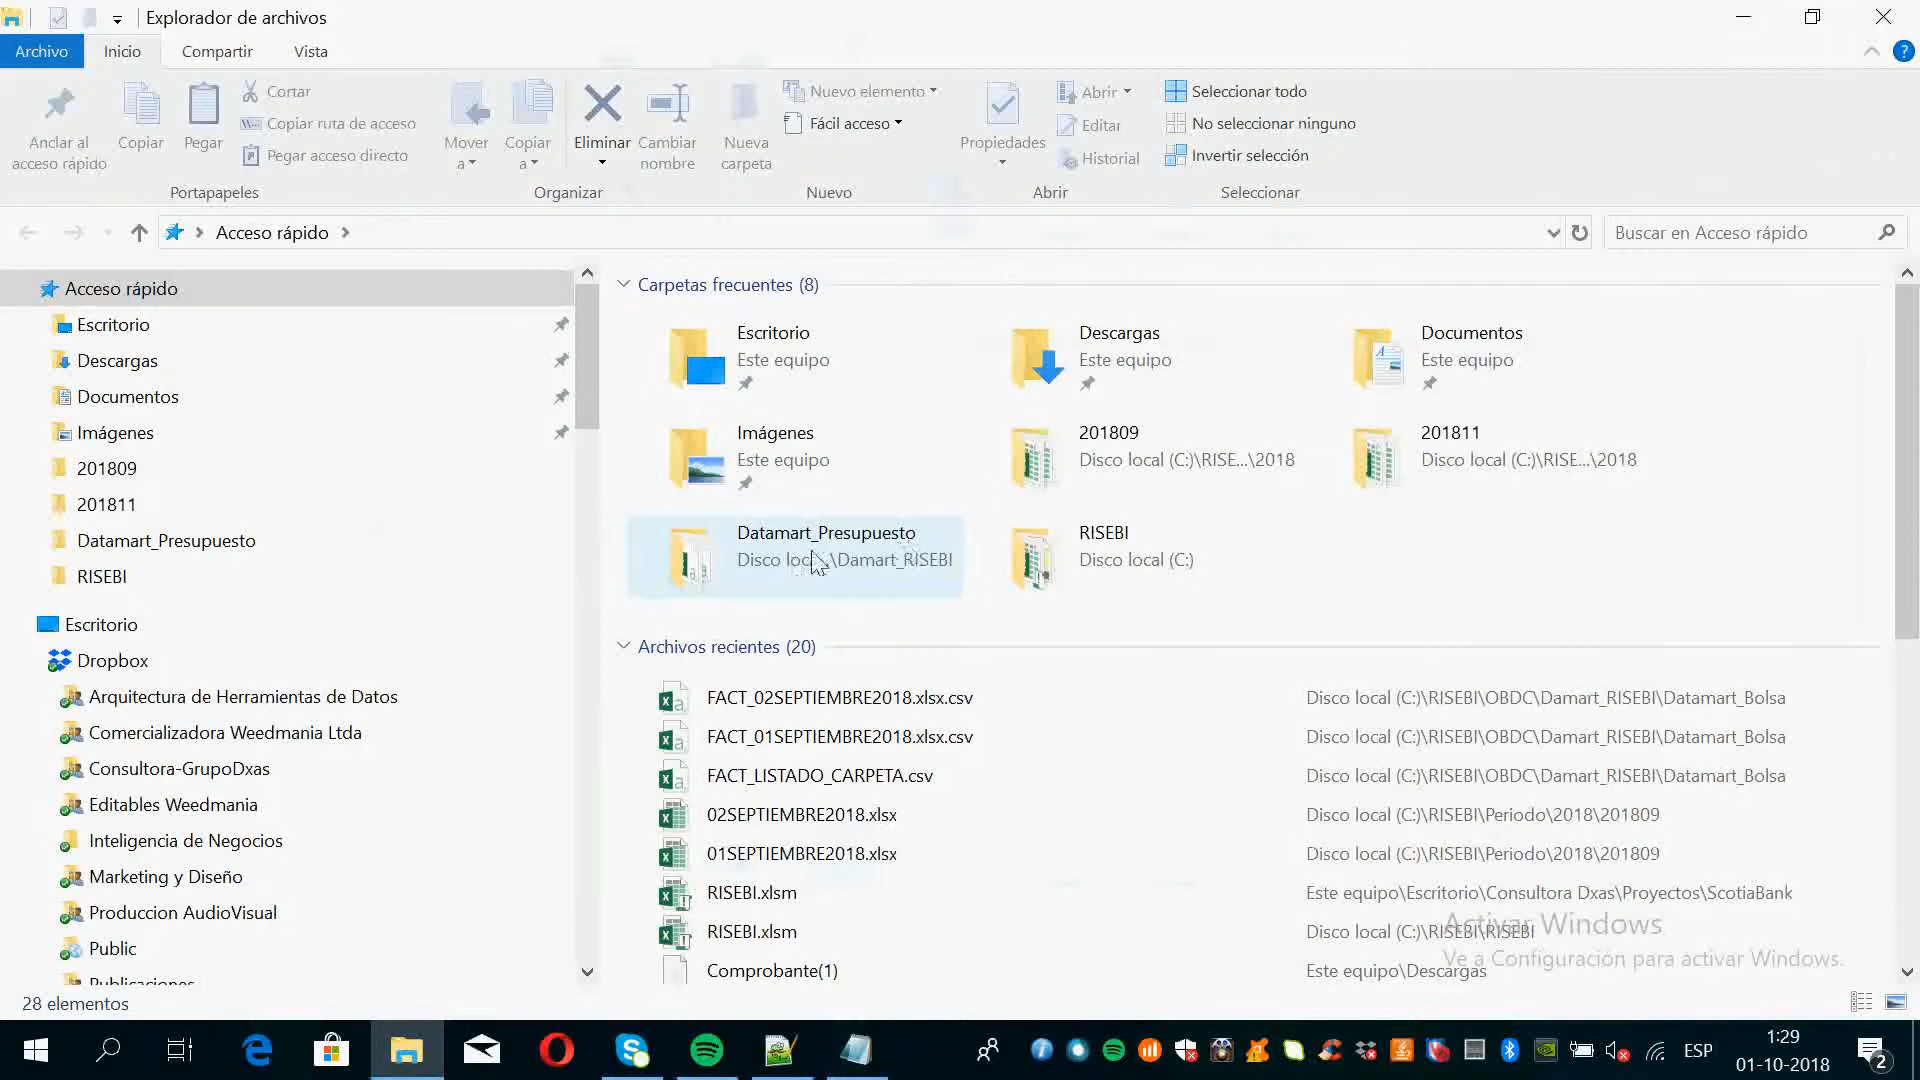 Explorador de archivos
Archivo Inicio Compartir Vista
Anclar al acceso rápido
Copiar
Pegar
Cortar
Copiar ruta de acceso
Pegar acceso directo
Portapapeles
Mover a
Copiar a
Eliminar
Cambiar nombre
Organizar
Nueva carpeta
Nuevo elemento
Fácil acceso
Nuevo
Propiedades
Abrir
Editar
Historial
Abrir
Seleccionar todo
No seleccionar ninguno
Invertir selección
Seleccionar
Acceso rápido
Buscar en Acceso rápido
Acceso rápido
Escritorio
Descargas
Documentos
Imágenes
201809
201811
Datamart_Presupuesto
RISEBI
Escritorio
Dropbox
Arquitectura de Herramientas de Datos
Comercializadora Weedmania Ltda
Consultora-GrupoDxas
Editables Weedmania
Inteligencia de Negocios
Marketing y Diseño
Produccion AudioVisual
Public
Publicaciones
Carpetas frecuentes (8)
Escritorio
Este equipo
Descargas
Este equipo
Documentos
Este equipo
Imágenes
Este equipo
201809
Disco local (C:)\RISE...\2018
201811
Disco local (C:)\RISE...\2018
Datamart_Presupuesto
Disco loc...\Damart_RISEBI
RISEBI
Disco local (C:)
Archivos recientes (20)
FACT_02SEPTIEMBRE2018.xlsx.csv Disco local (C:)\RISEBI\OBDC\Damart_RISEBI\Datamart_Bolsa
FACT_01SEPTIEMBRE2018.xlsx.csv Disco local (C:)\RISEBI\OBDC\Damart_RISEBI\Datamart_Bolsa
FACT_LISTADO_CARPETA.csv Disco local (C:)\RISEBI\OBDC\Damart_RISEBI\Datamart_Bolsa
02SEPTIEMBRE2018.xlsx Disco local (C:)\RISEBI\Periodo\2018\201809
01SEPTIEMBRE2018.xlsx Disco local (C:)\RISEBI\Periodo\2018\201809
RISEBI.xlsm Este equipo\Escritorio\Consultora Dxas\Proyectos\ScotiaBank
RISEBI.xlsm Disco local (C:)\RISEBI\RISEBI
Comprobante(1) Este equipo\Descargas
Activar Windows
Ve a Configuración para activar Windows.
28 elementos
ESP
1:29
01-10-2018
2